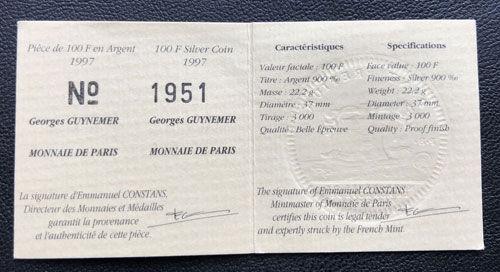 Pièce de 100 F en Argent
1997
100 F Silver Coin
1997
Nº 1951
Georges GUYNEMER
Georges GUYNEMER
MONNAIE DE PARIS
MONNAIE DE PARIS
La signature d'Emmanuel CONSTANS,
Directeur des Monnaies et Médailles
garantit la provenance
et l'authenticité de cette pièce.
Caractéristiques
Valeur faciale : 100 F
Titre : Argent 900 ‰
Masse : 22.2 g
Diamètre : 37 mm
Tirage : 3 000
Qualité : Belle Épreuve
Specifications
Face value : 100 F
Fineness : Silver 900 ‰
Weight : 22.2 g
Diameter : 37 mm
Mintage : 3 000
Quality : Proof finish
The signature of Emmanuel CONSTANS,
Mintmaster of Monnaie de Paris
certifies this coin is legal tender
and expertly struck by the French Mint.